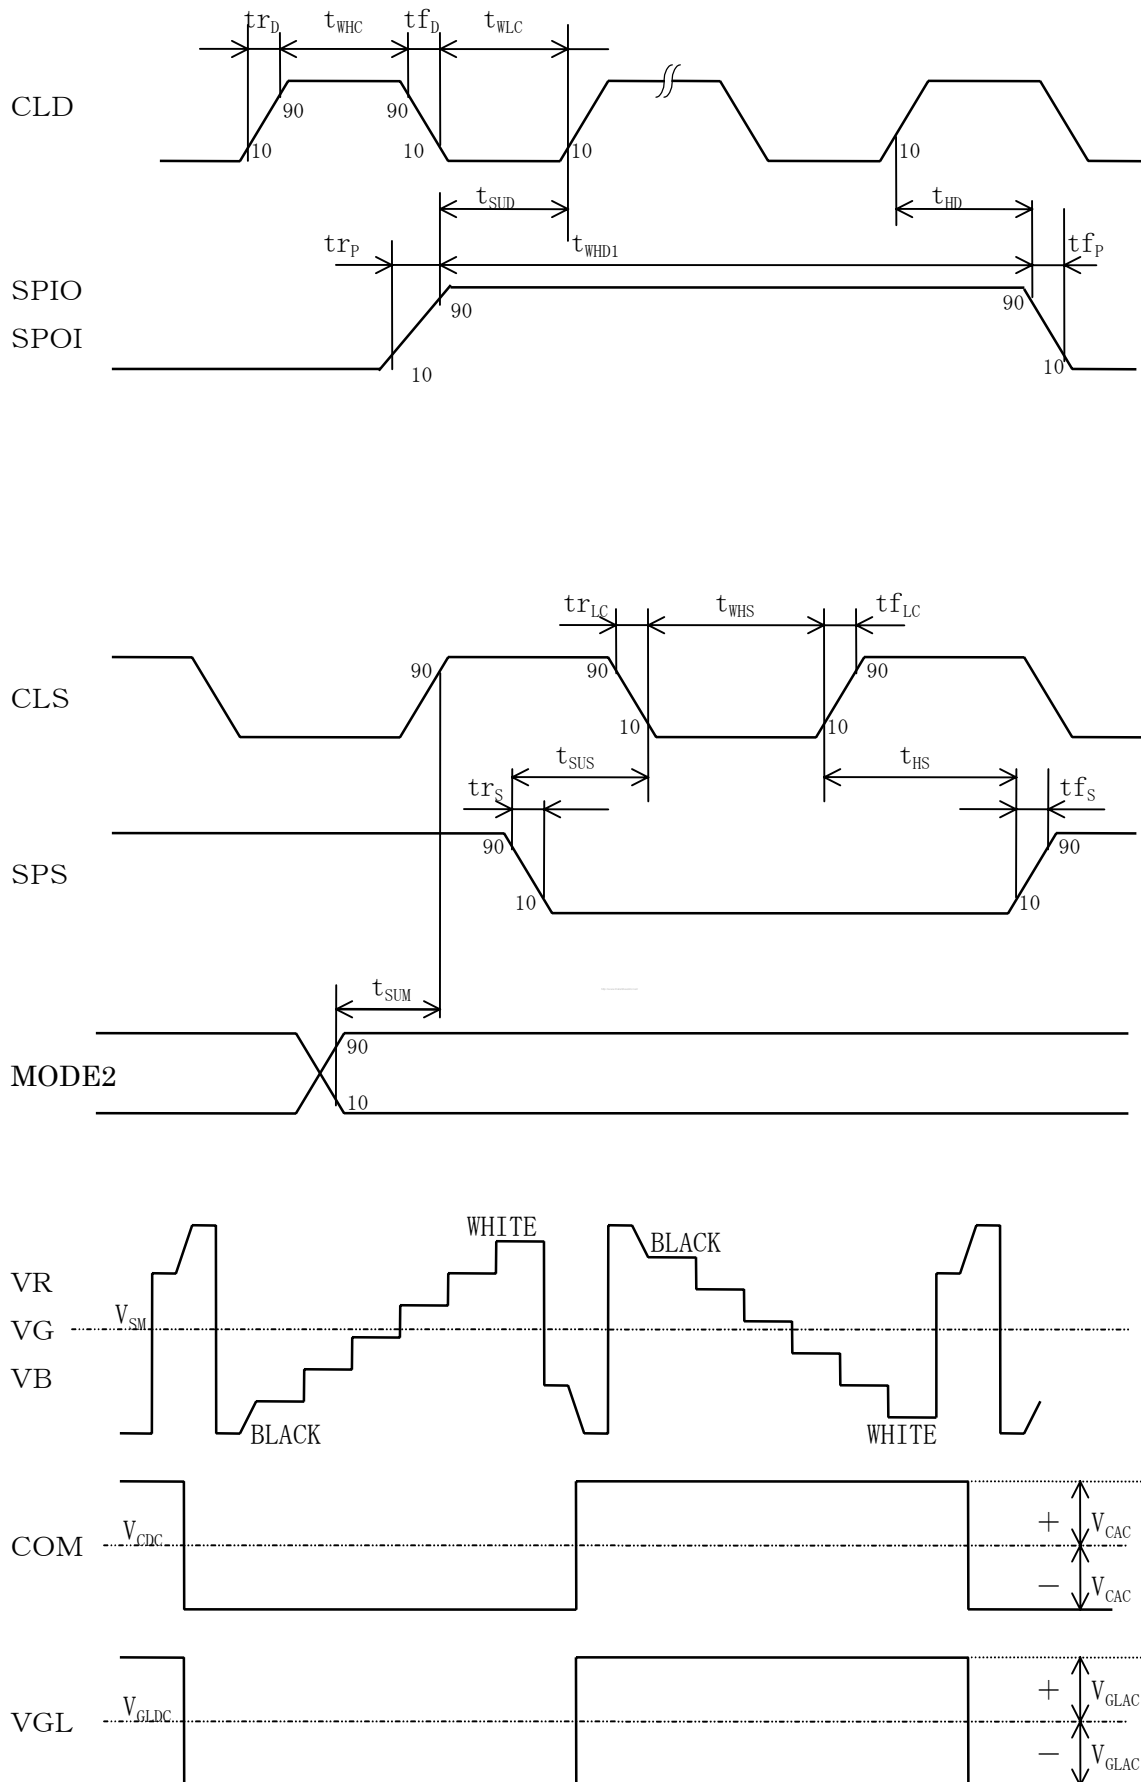 tr_D t_WHC tf_D t_WLC
CLD
90 90
10 10 10 10
t_SUD t_HD
tr_P t_WHD1 tf_P
SPIO
90 90
SPOI
10 10
tr_LC t_WHS tf_LC
CLS
90 90 90
10 10
t_SUS t_HS
tr_S tf_S
SPS
90 90
10 10
t_SUM
MODE2
90
10
WHITE BLACK
VR
V_SM
VG
VB
BLACK WHITE
COM
V_CDC
+ V_CAC
− V_CAC
VGL
V_GLDC
+ V_GLAC
− V_GLAC